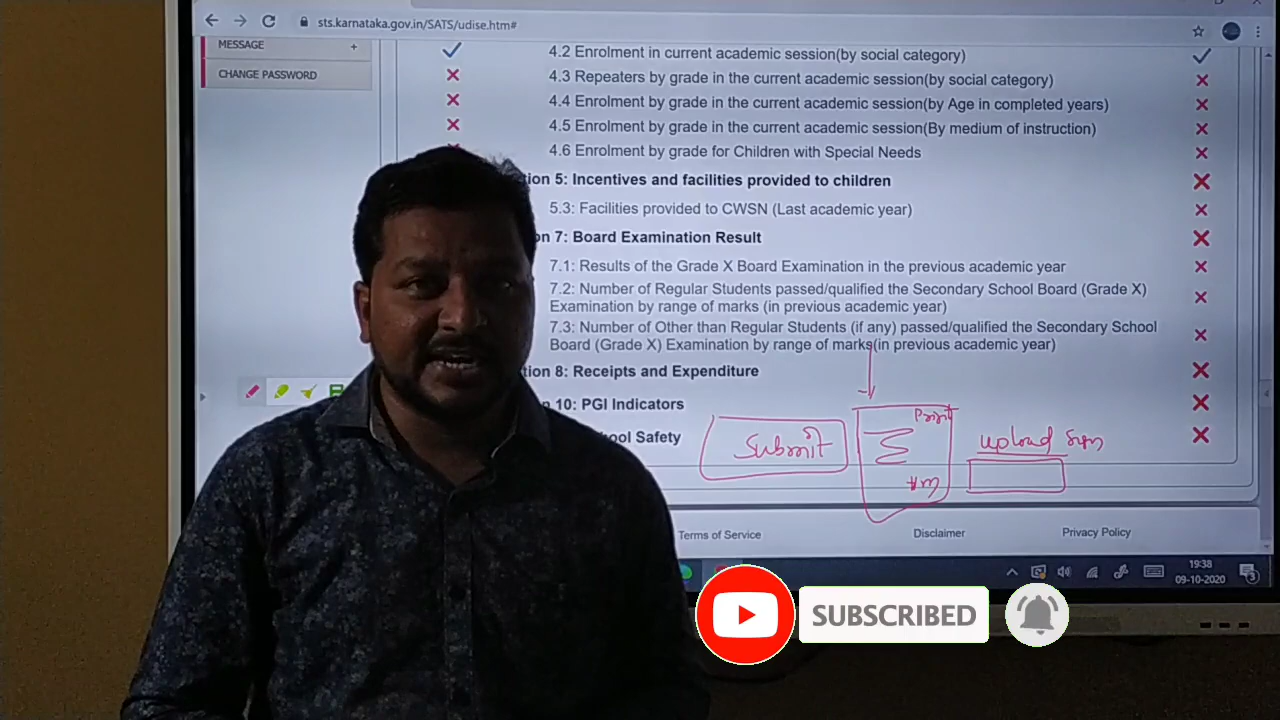 sts.karnataka.gov.in/SATS/udise.htm#
MESSAGE +
CHANGE PASSWORD
4.2 Enrolment in current academic session(by social category)
4.3 Repeaters by grade in the current academic session(by social category)
4.4 Enrolment by grade in the current academic session(by Age in completed years)
4.5 Enrolment by grade in the current academic session(By medium of instruction)
4.6 Enrolment by grade for Children with Special Needs
tion 5: Incentives and facilities provided to children
5.3: Facilities provided to CWSN (Last academic year)
n 7: Board Examination Result
7.1: Results of the Grade X Board Examination in the previous academic year
7.2: Number of Regular Students passed/qualified the Secondary School Board (Grade X)
Examination by range of marks (in previous academic year)
7.3: Number of Other than Regular Students (if any) passed/qualified the Secondary School
Board (Grade X) Examination by range of marks(in previous academic year)
ion 8: Receipts and Expenditure
n 10: PGI Indicators
ool Safety
Submit
Print
upload sign
Terms of Service
Disclaimer
Privacy Policy
19:38
09-10-2020
3
SUBSCRIBED